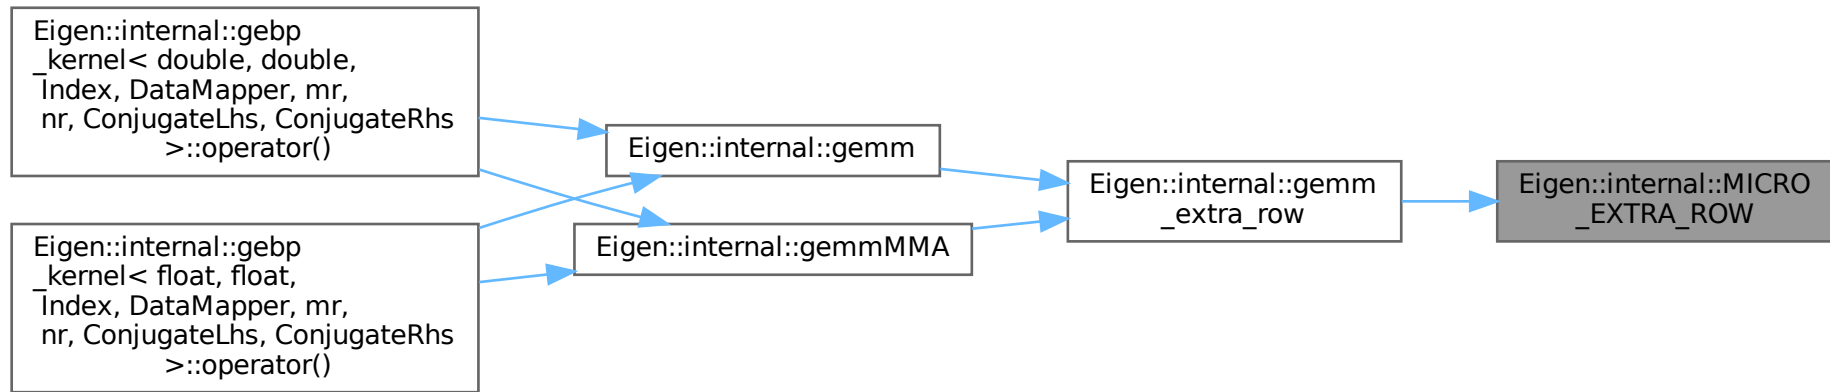 Eigen::internal::gebp
_kernel< double, double,
Index, DataMapper, mr,
nr, ConjugateLhs, ConjugateRhs
>::operator()
Eigen::internal::gebp
_kernel< float, float,
Index, DataMapper, mr,
nr, ConjugateLhs, ConjugateRhs
>::operator()
Eigen::internal::gemm
Eigen::internal::gemmMMA
Eigen::internal::gemm
_extra_row
Eigen::internal::MICRO
_EXTRA_ROW